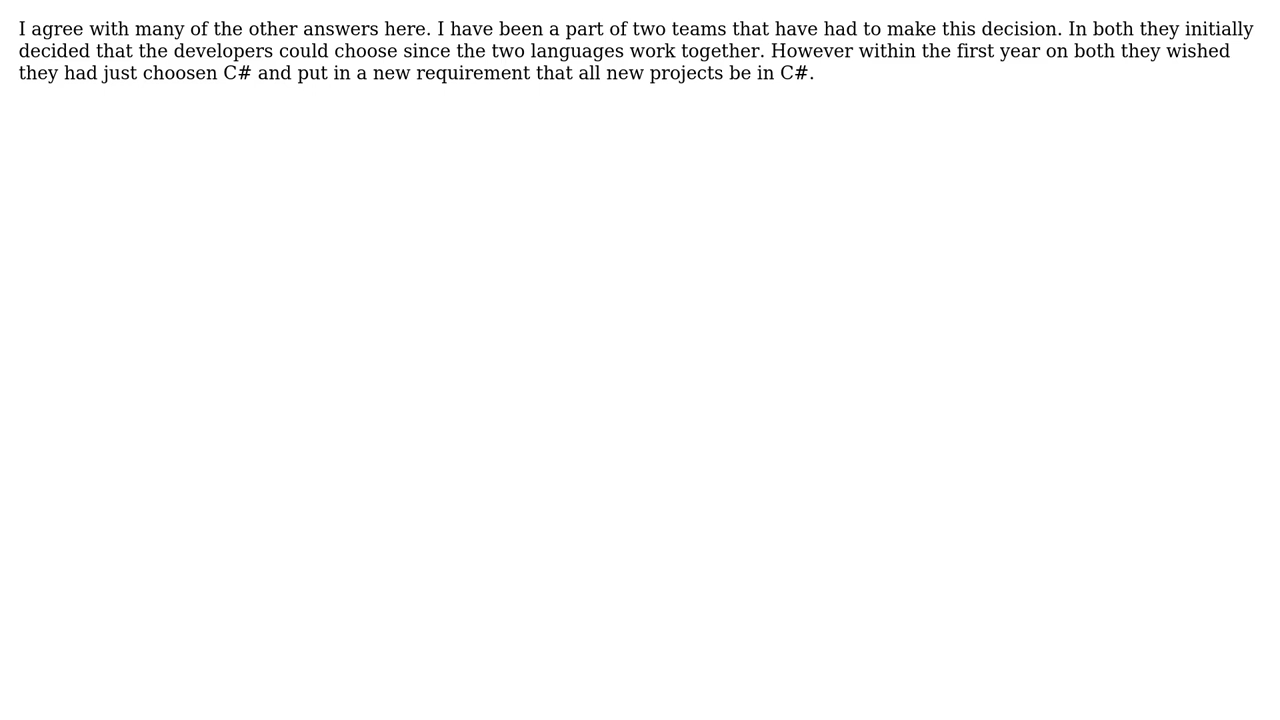 I agree with many of the other answers here. I have been a part of two teams that have had to make this decision. In both they initially
decided that the developers could choose since the two languages work together. However within the first year on both they wished
they had just choosen C# and put in a new requirement that all new projects be in C#.